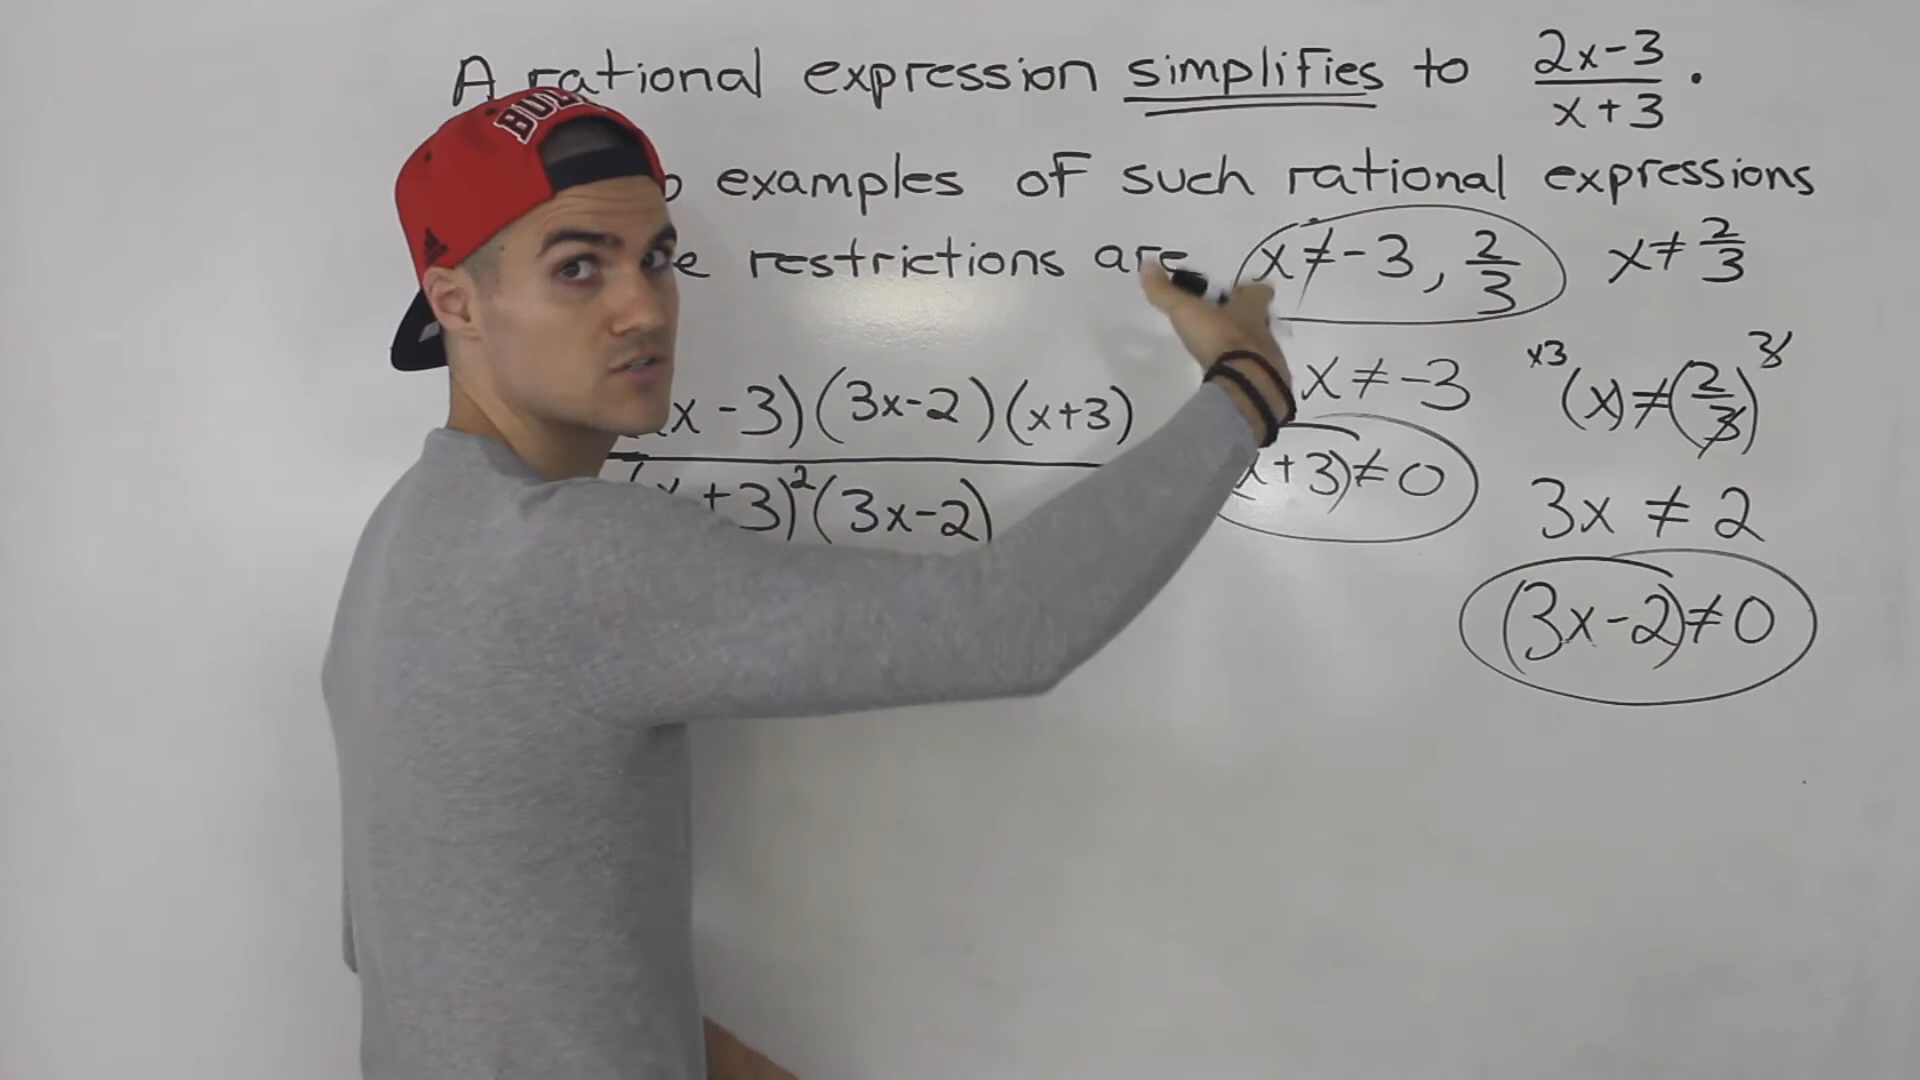 A rational expression simplifies to 2x-3/x+3.
examples of such rational expressions
restrictions are x≠-3, 2/3 x≠2/3
x≠-3 x3(x)≠(2/3)3
x-3)(3x-2)(x+3)
+3)²(3x-2)
x+3)≠0
3x≠2
(3x-2)≠0
BUL